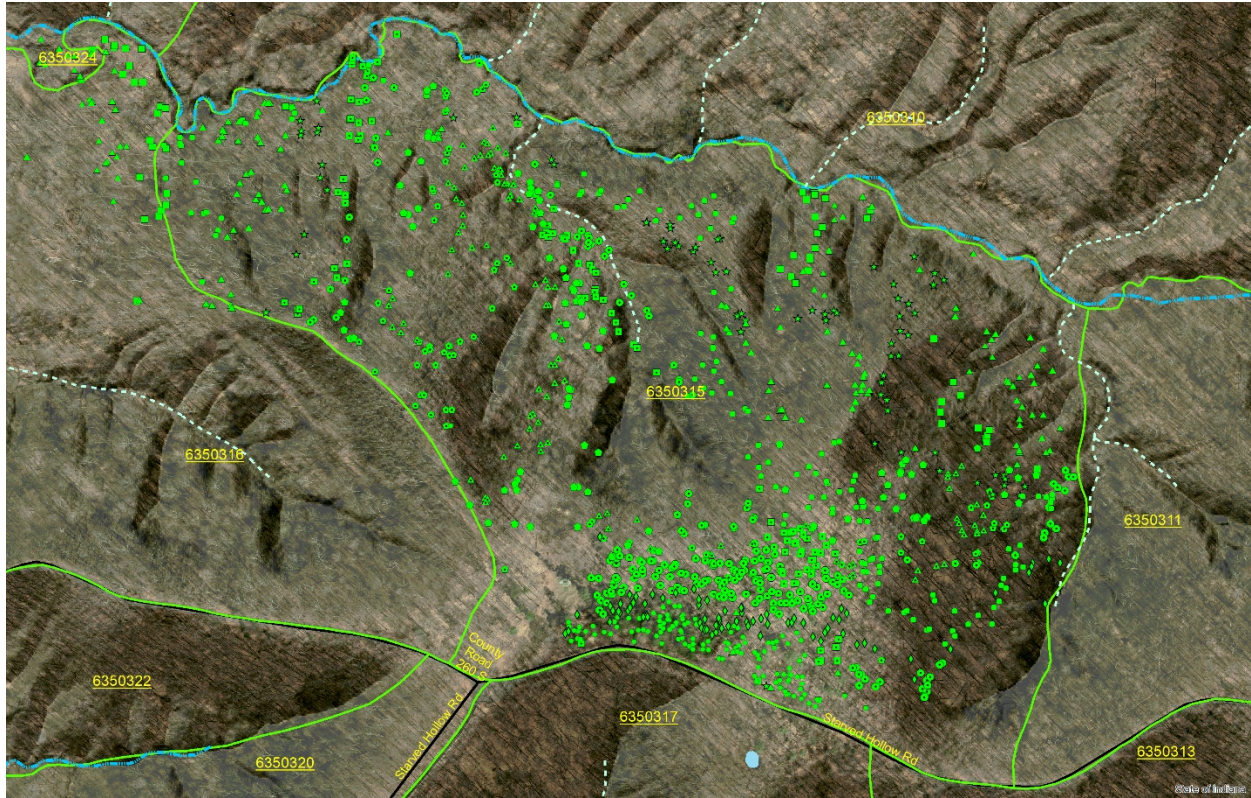 6350324
6350310
6350315
6350316
6350311
County
Road
260 S
6350322
6350317
Starved Hollow Rd
Starved Hollow Rd
6350313
6350320
State of Indiana